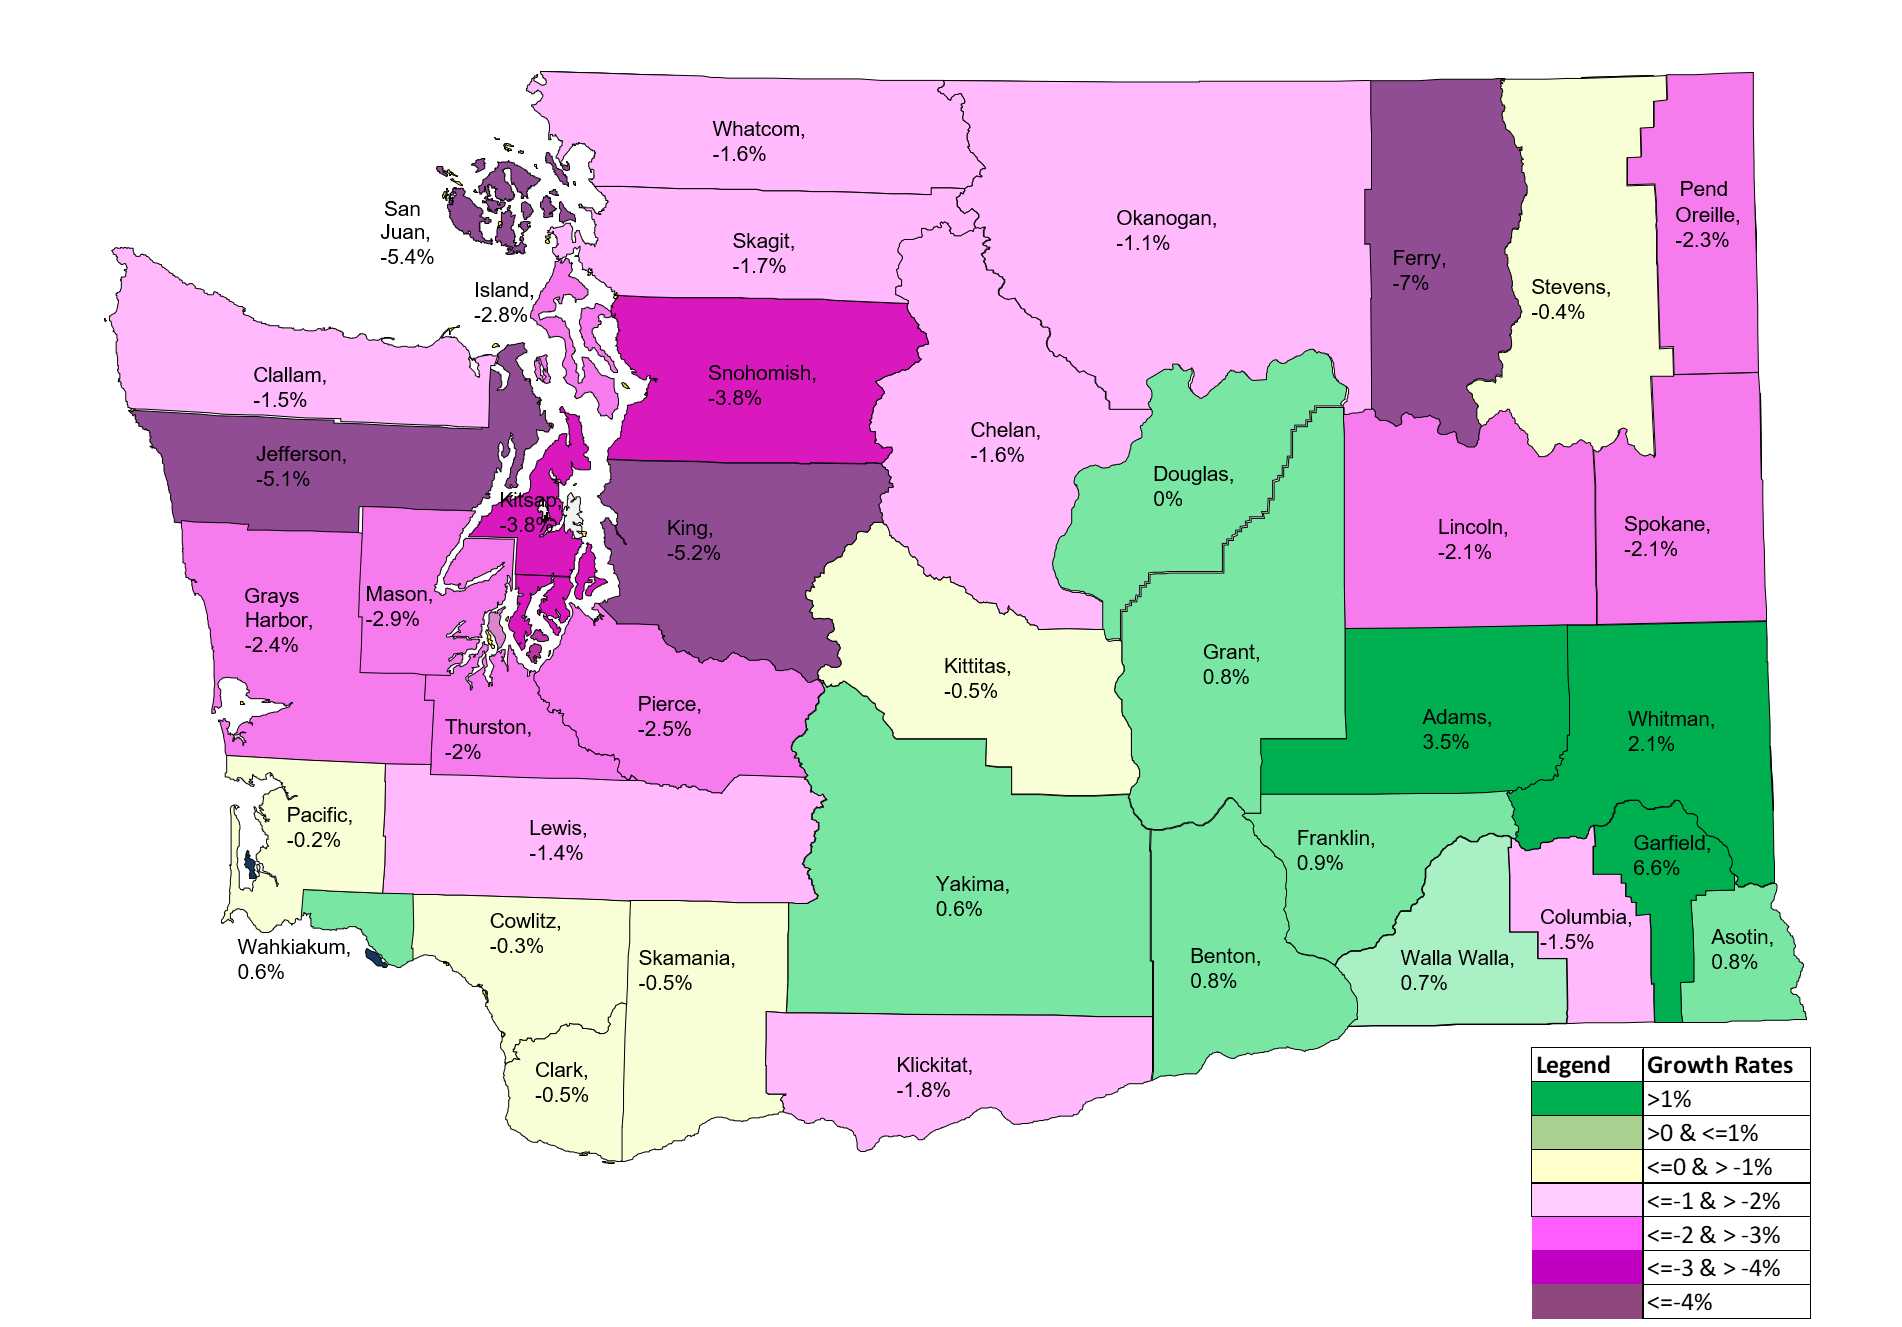 Whatcom,
-1.6%
San
Juan,
-5.4%
Skagit,
-1.7%
Okanogan,
-1.1%
Ferry,
-7%
Stevens,
-0.4%
Pend
Oreille,
-2.3%
Island,
-2.8%
Clallam,
-1.5%
Snohomish,
-3.8%
Chelan,
-1.6%
Jefferson,
-5.1%
Kitsap,
-3.8%
King,
-5.2%
Douglas,
0%
Lincoln,
-2.1%
Spokane,
-2.1%
Grays
Harbor,
-2.4%
Mason,
-2.9%
Kittitas,
-0.5%
Grant,
0.8%
Thurston,
-2%
Pierce,
-2.5%
Adams,
3.5%
Whitman,
2.1%
Pacific,
-0.2%
Lewis,
-1.4%
Franklin,
0.9%
Garfield,
6.6%
Yakima,
0.6%
Wahkiakum,
0.6%
Cowlitz,
-0.3%
Skamania,
-0.5%
Benton,
0.8%
Walla Walla,
0.7%
Columbia,
-1.5%
Asotin,
0.8%
Clark,
-0.5%
Klickitat,
-1.8%
Legend Growth Rates
>1%
>0 & <=1%
<=0 & > -1%
<=-1 & > -2%
<=-2 & > -3%
<=-3 & > -4%
<=-4%